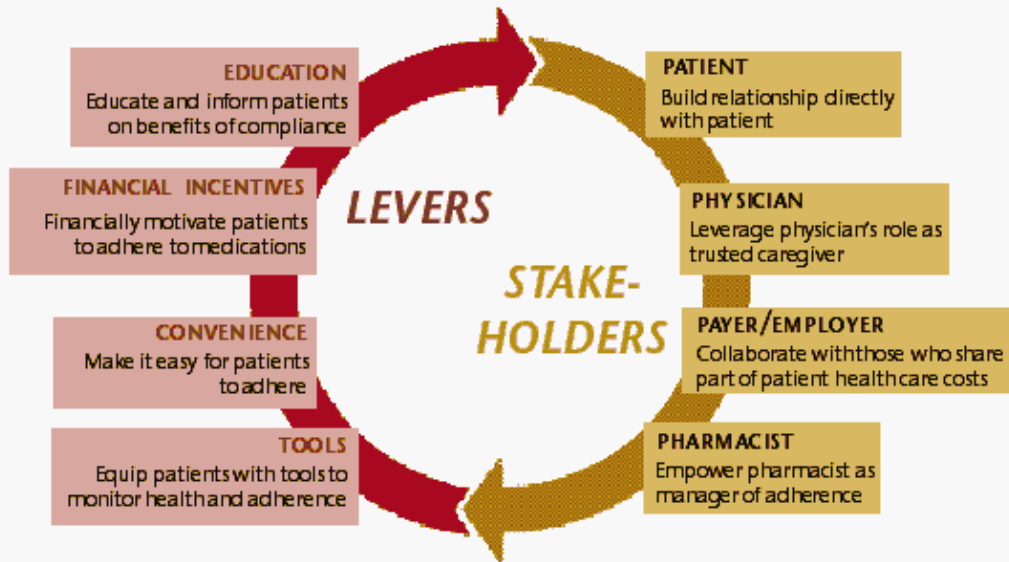 EDUCATION
Educate and inform patients
on benefits of compliance
FINANCIAL INCENTIVES
Financially motivate patients
to adhere to medications
CONVENIENCE
Make it easy for patients
to adhere
TOOLS
Equip patients with tools to
monitor health and adherence
LEVERS
STAKE-
HOLDERS
PATIENT
Build relationship directly
with patient
PHYSICIAN
Leverage physician's role as
trusted caregiver
PAYER/EMPLOYER
Collaborate with those who share
part of patient health care costs
PHARMACIST
Empower pharmacist as
manager of adherence